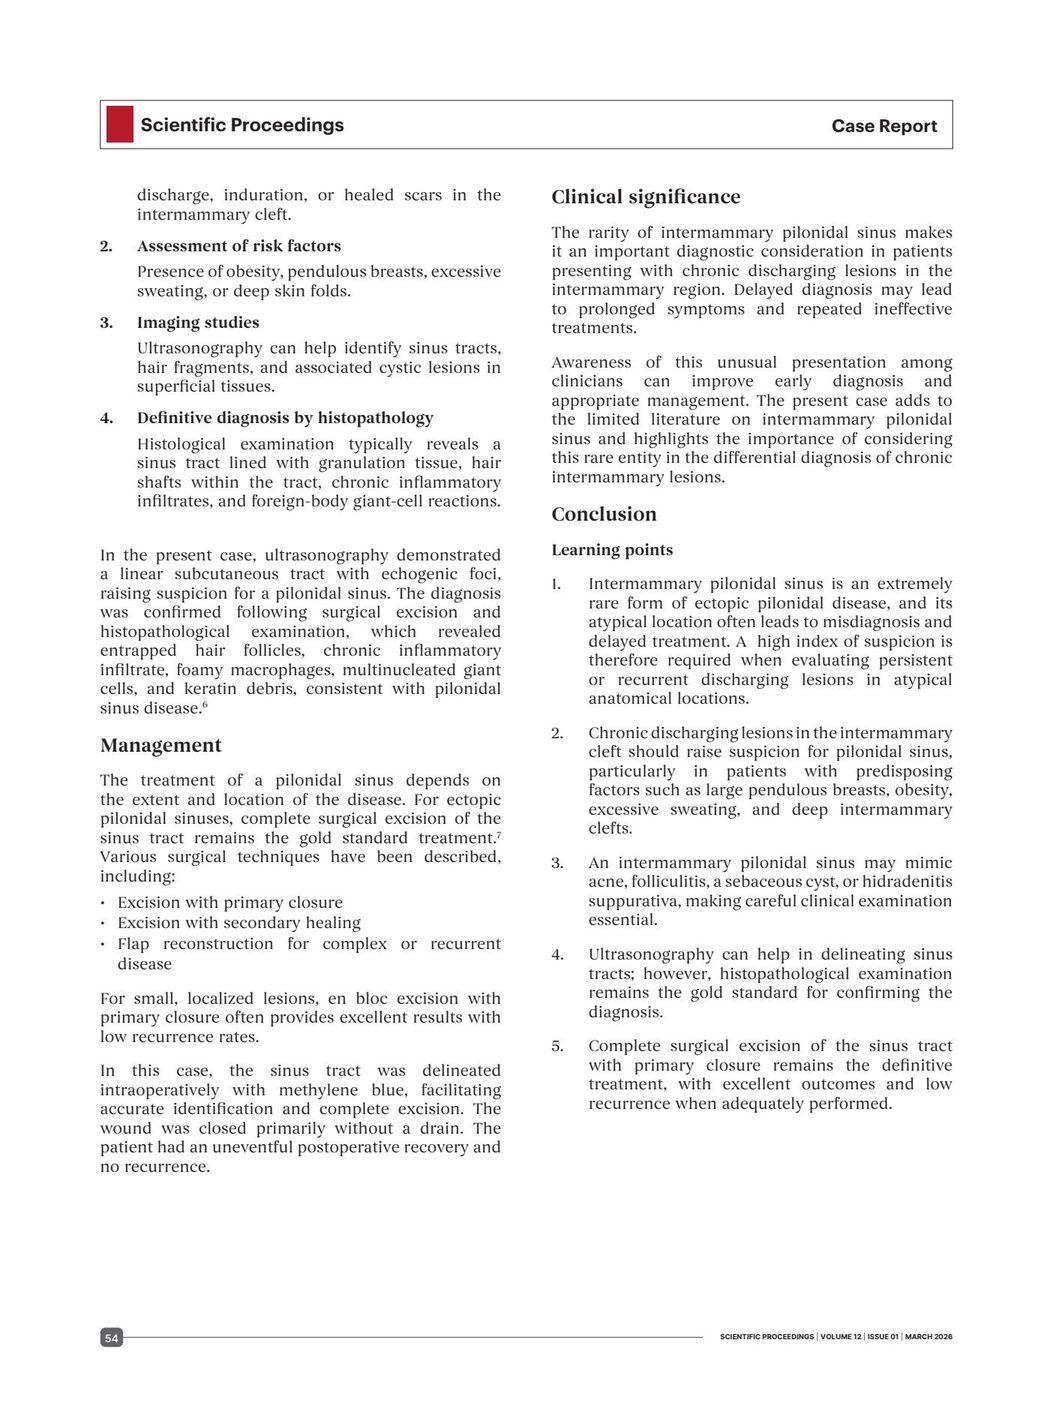 Scientific Proceedings
Case Report
discharge, induration, or healed scars in the
intermammary cleft.
2. Assessment of risk factors
Presence of obesity, pendulous breasts, excessive
sweating, or deep skin folds.
3. Imaging studies
Ultrasonography can help identify sinus tracts,
hair fragments, and associated cystic lesions in
superficial tissues.
4. Definitive diagnosis by histopathology
Histological examination typically reveals a
sinus tract lined with granulation tissue, hair
shafts within the tract, chronic inflammatory
infiltrates, and foreign-body giant-cell reactions.
In the present case, ultrasonography demonstrated
a linear subcutaneous tract with echogenic foci,
raising suspicion for a pilonidal sinus. The diagnosis
was confirmed following surgical excision and
histopathological examination, which revealed
entrapped hair follicles, chronic inflammatory
infiltrate, foamy macrophages, multinucleated giant
cells, and keratin debris, consistent with pilonidal
sinus disease.⁶
Management
The treatment of a pilonidal sinus depends on
the extent and location of the disease. For ectopic
pilonidal sinuses, complete surgical excision of the
sinus tract remains the gold standard treatment.⁷
Various surgical techniques have been described,
including:
• Excision with primary closure
• Excision with secondary healing
• Flap reconstruction for complex or recurrent
disease
For small, localized lesions, en bloc excision with
primary closure often provides excellent results with
low recurrence rates.
In this case, the sinus tract was delineated
intraoperatively with methylene blue, facilitating
accurate identification and complete excision. The
wound was closed primarily without a drain. The
patient had an uneventful postoperative recovery and
no recurrence.
Clinical significance
The rarity of intermammary pilonidal sinus makes
it an important diagnostic consideration in patients
presenting with chronic discharging lesions in the
intermammary region. Delayed diagnosis may lead
to prolonged symptoms and repeated ineffective
treatments.
Awareness of this unusual presentation among
clinicians can improve early diagnosis and
appropriate management. The present case adds to
the limited literature on intermammary pilonidal
sinus and highlights the importance of considering
this rare entity in the differential diagnosis of chronic
intermammary lesions.
Conclusion
Learning points
1. Intermammary pilonidal sinus is an extremely
rare form of ectopic pilonidal disease, and its
atypical location often leads to misdiagnosis and
delayed treatment. A high index of suspicion is
therefore required when evaluating persistent
or recurrent discharging lesions in atypical
anatomical locations.
2. Chronic discharging lesions in the intermammary
cleft should raise suspicion for pilonidal sinus,
particularly in patients with predisposing
factors such as large pendulous breasts, obesity,
excessive sweating, and deep intermammary
clefts.
3. An intermammary pilonidal sinus may mimic
acne, folliculitis, a sebaceous cyst, or hidradenitis
suppurativa, making careful clinical examination
essential.
4. Ultrasonography can help in delineating sinus
tracts; however, histopathological examination
remains the gold standard for confirming the
diagnosis.
5. Complete surgical excision of the sinus tract
with primary closure remains the definitive
treatment, with excellent outcomes and low
recurrence when adequately performed.
54
SCIENTIFIC PROCEEDINGS | VOLUME 12 | ISSUE 01 | MARCH 2026